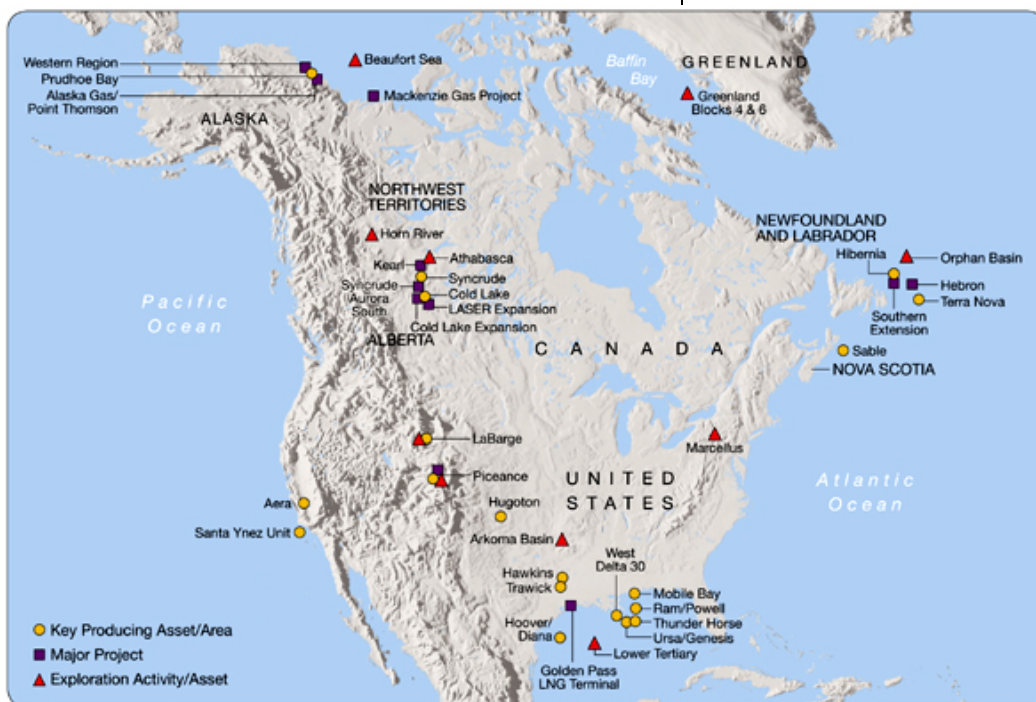 Western Region
Prudhoe Bay
Alaska Gas/
Point Thomson
ALASKA
Beaufort Sea
Mackenzie Gas Project
Baffin
Bay
GREENLAND
Greenland
Blocks 4 & 6
NORTHWEST
TERRITORIES
Horn River
Athabasca
Kearl
Syncrude
Syncrude
Aurora
South
Cold Lake
LASER Expansion
Cold Lake Expansion
ALBERTA
NEWFOUNDLAND
AND LABRADOR
Hibernia
Orphan Basin
Hebron
Terra Nova
Southern
Extension
Sable
NOVA SCOTIA
Pacific
Ocean
CANADA
LaBarge
Marcellus
Piceance
UNITED
STATES
Atlantic
Ocean
Aera
Hugoton
Santa Ynez Unit
Arkoma Basin
West
Delta 30
Hawkins
Trawick
Mobile Bay
Ram/Powell
Thunder Horse
Ursa/Genesis
Hoover/
Diana
Lower Tertiary
Golden Pass
LNG Terminal
Key Producing Asset/Area
Major Project
Exploration Activity/Asset